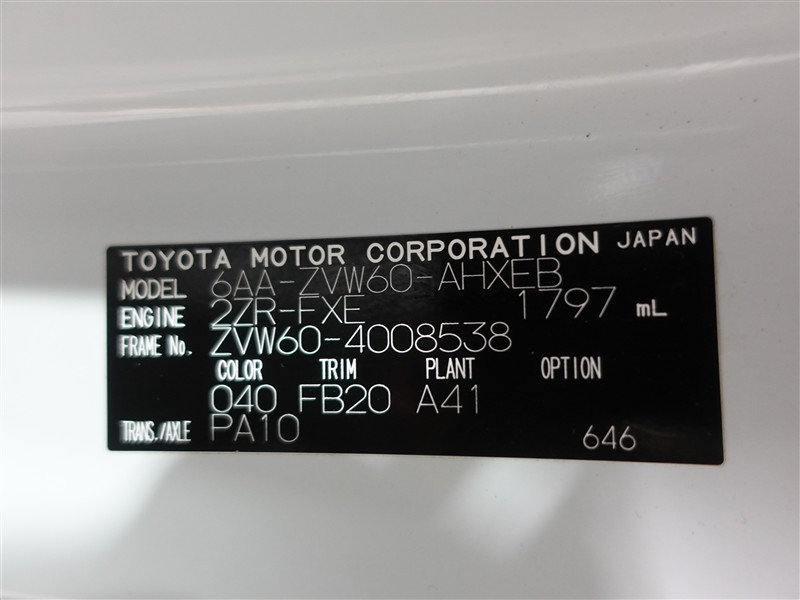 TOYOTA MOTOR CORPORATION JAPAN
MODEL 6AA-ZVW60-AHXEB
ENGINE 2ZR-FXE 1797 mL
FRAME No. ZVW60-4008538
COLOR TRIM PLANT OPTION
040 FB20 A41
TRANS./AXLE PA10 646